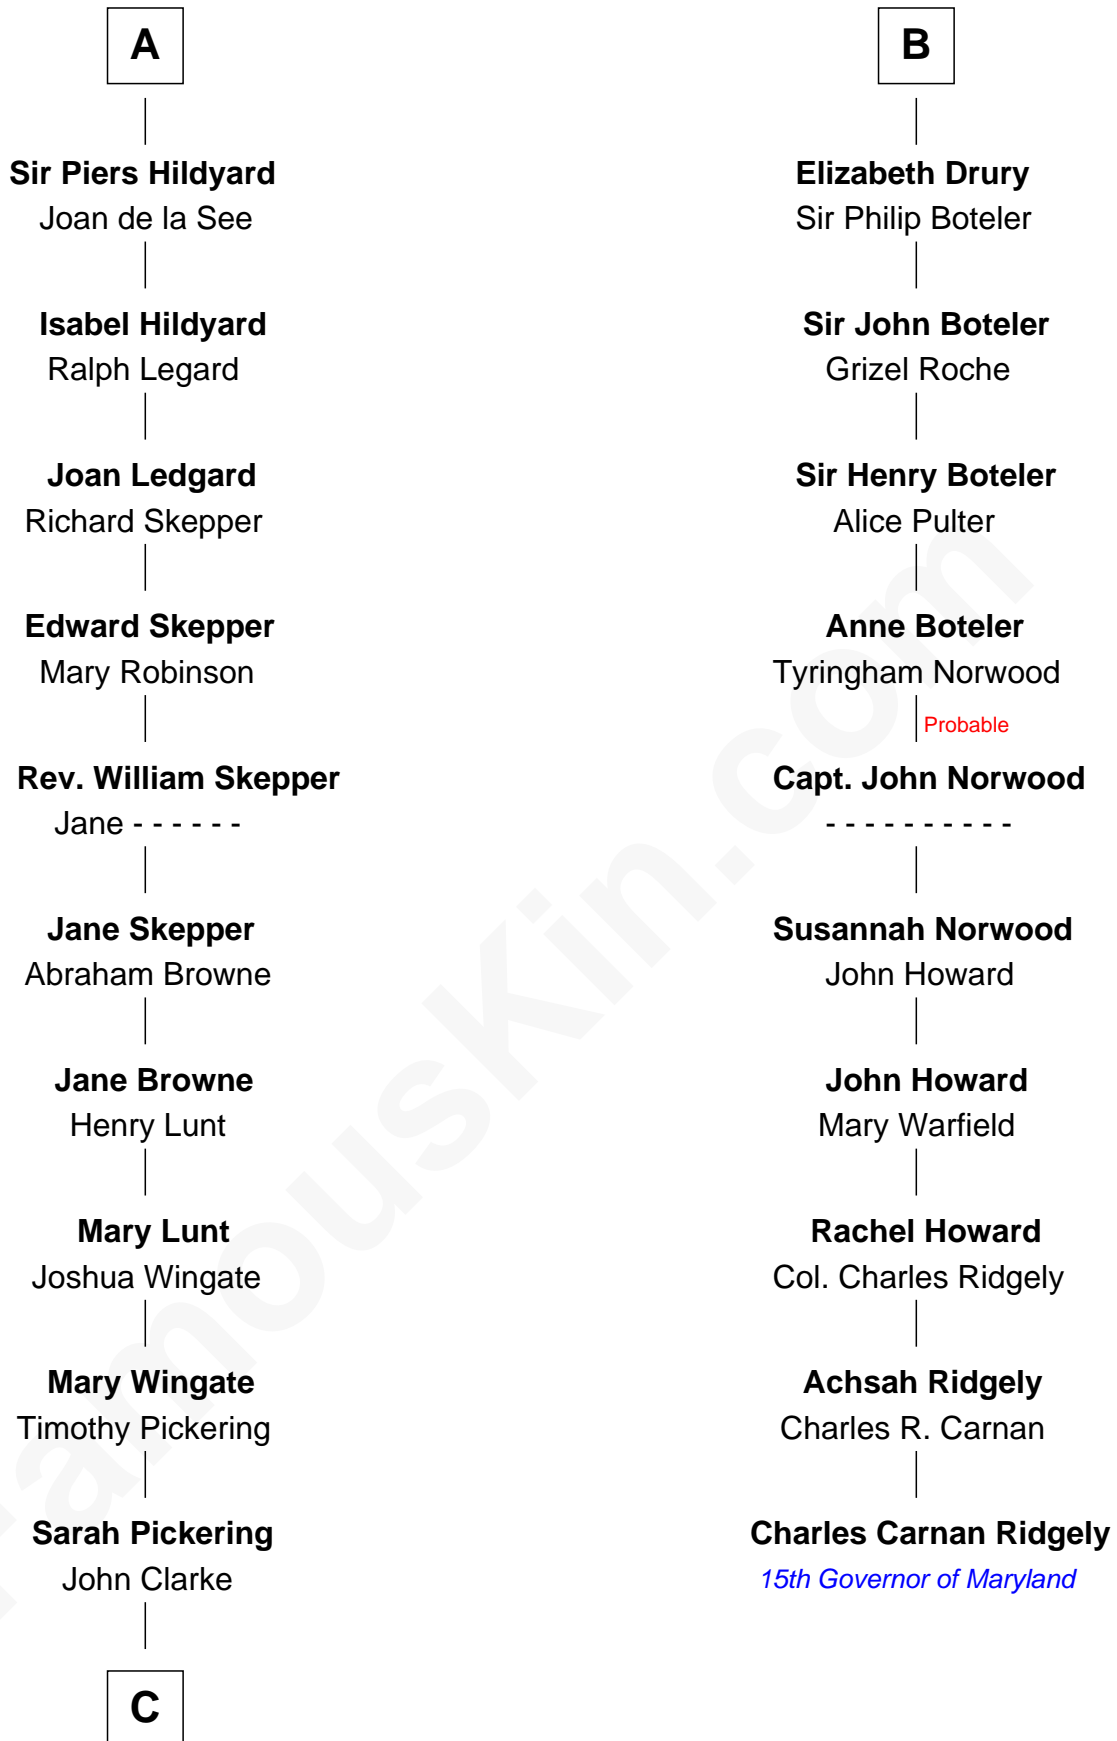 A
Sir Piers Hildyard
Joan de la See
Isabel Hildyard
Ralph Legard
Joan Ledgard
Richard Skepper
Edward Skepper
Mary Robinson
Rev. William Skepper
Jane - - - - - -
Jane Skepper
Abraham Browne
Jane Browne
Henry Lunt
Mary Lunt
Joshua Wingate
Mary Wingate
Timothy Pickering
Sarah Pickering
John Clarke
C
B
Elizabeth Drury
Sir Philip Boteler
Sir John Boteler
Grizel Roche
Sir Henry Boteler
Alice Pulter
Anne Boteler
Tyringham Norwood
Probable
Capt. John Norwood
- - - - - - - - - -
Susannah Norwood
John Howard
John Howard
Mary Warfield
Rachel Howard
Col. Charles Ridgely
Achsah Ridgely
Charles R. Carnan
Charles Carnan Ridgely
15th Governor of Maryland
FamousKin.com